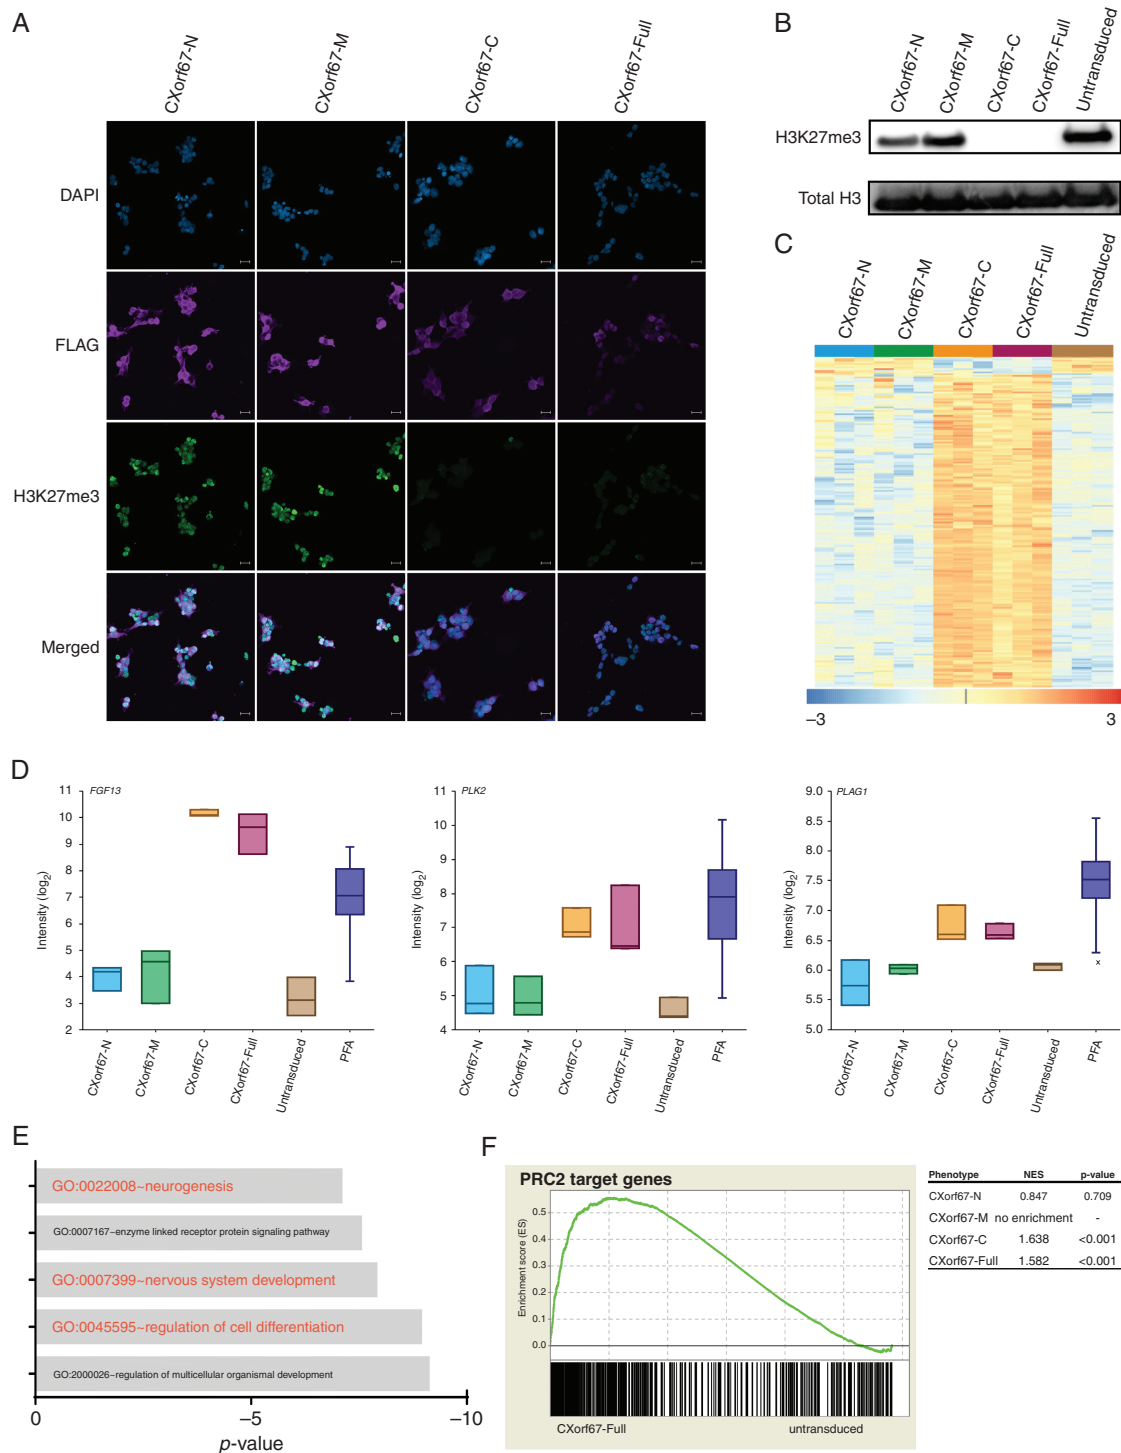 A
CXorf67-N
CXorf67-M
CXorf67-C
CXorf67-Full
DAPI
FLAG
H3K27me3
Merged
B
CXorf67-N
CXorf67-M
CXorf67-C
CXorf67-Full
Untransduced
H3K27me3
Total H3
C
CXorf67-N
CXorf67-M
CXorf67-C
CXorf67-Full
Untransduced
−3
3
D
FGF13
Intensity (log2)
11
10
9
8
7
6
5
4
3
2
CXorf67-N
CXorf67-M
CXorf67-C
CXorf67-Full
Untransduced
PFA
PLK2
Intensity (log2)
11
10
9
8
7
6
5
4
CXorf67-N
CXorf67-M
CXorf67-C
CXorf67-Full
Untransduced
PFA
PLAG1
Intensity (log2)
9.0
8.5
8.0
7.5
7.0
6.5
6.0
5.5
5.0
CXorf67-N
CXorf67-M
CXorf67-C
CXorf67-Full
Untransduced
PFA
E
GO:0022008~neurogenesis
GO:0007167~enzyme linked receptor protein signaling pathway
GO:0007399~nervous system development
GO:0045595~regulation of cell differentiation
GO:2000026~regulation of multicellular organismal development
0
−5
−10
p-value
F
PRC2 target genes
Enrichment score (ES)
0.5
0.4
0.3
0.2
0.1
0.0
CXorf67-Full
untransduced
Phenotype NES p-value
CXorf67-N 0.847 0.709
CXorf67-M no enrichment -
CXorf67-C 1.638 <0.001
CXorf67-Full 1.582 <0.001